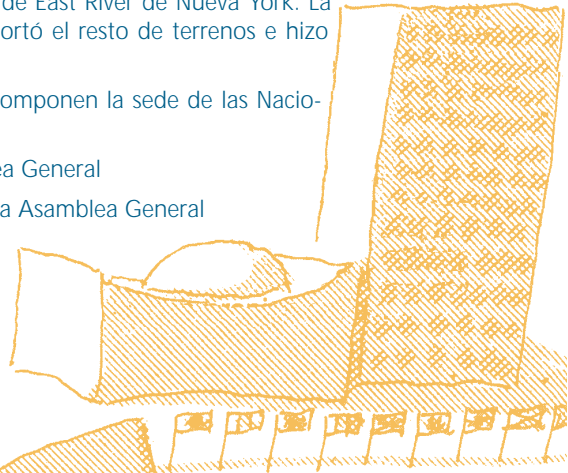 de East River de Nueva York. La
ortó el resto de terrenos e hizo
omponen la sede de las Nacio-
ea General
a Asamblea General